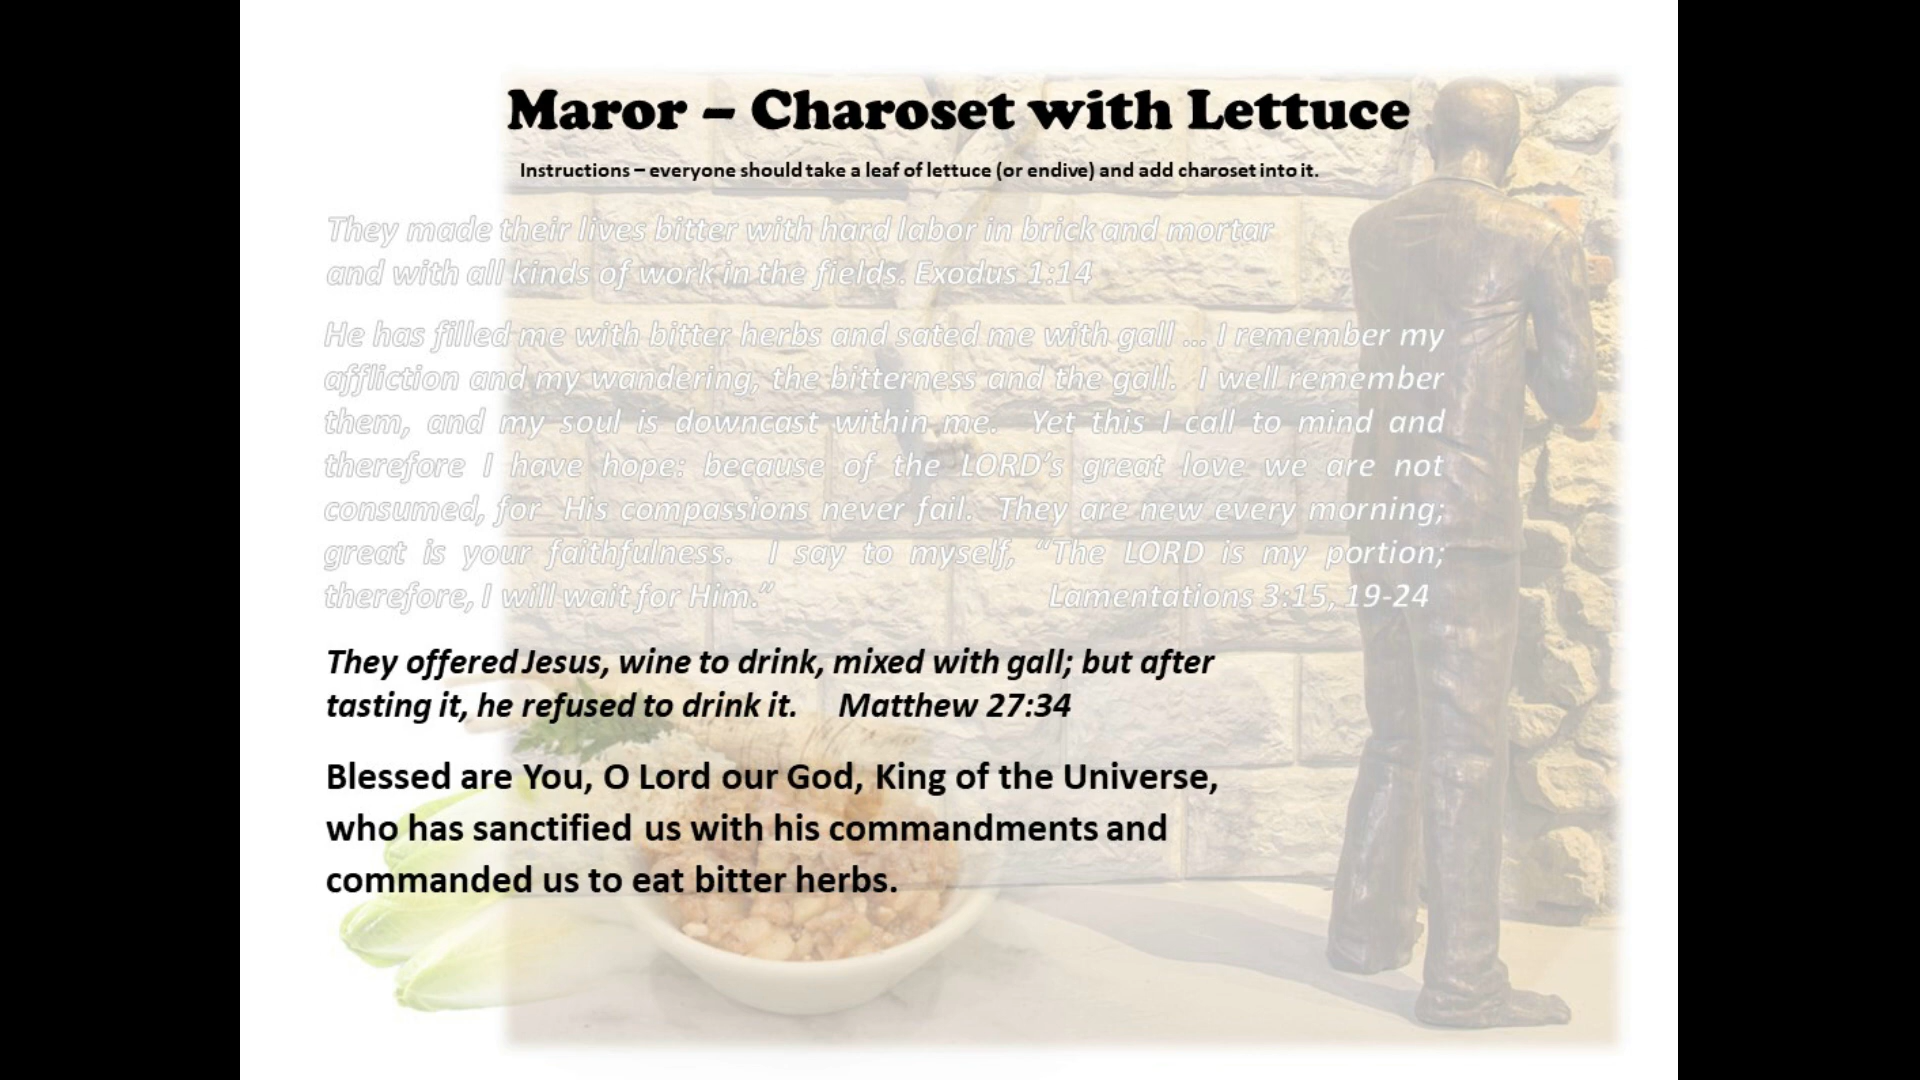 Maror – Charoset with Lettuce
Instructions – everyone should take a leaf of lettuce (or endive) and add charoset into it.
They made their lives bitter with hard labor in brick and mortar
and with all kinds of work in the fields. Exodus 1:14
He has filled me with bitter herbs and sated me with gall ... I remember my
affliction and my wandering, the bitterness and the gall. I well remember
them, and my soul is downcast within me. Yet this I call to mind and
therefore I have hope: because of the LORD’s great love we are not
consumed, for His compassions never fail. They are new every morning;
great is your faithfulness. I say to myself, “The LORD is my portion;
therefore, I will wait for Him.” Lamentations 3:15, 19-24
They offered Jesus, wine to drink, mixed with gall; but after
tasting it, he refused to drink it. Matthew 27:34
Blessed are You, O Lord our God, King of the Universe,
who has sanctified us with his commandments and
commanded us to eat bitter herbs.